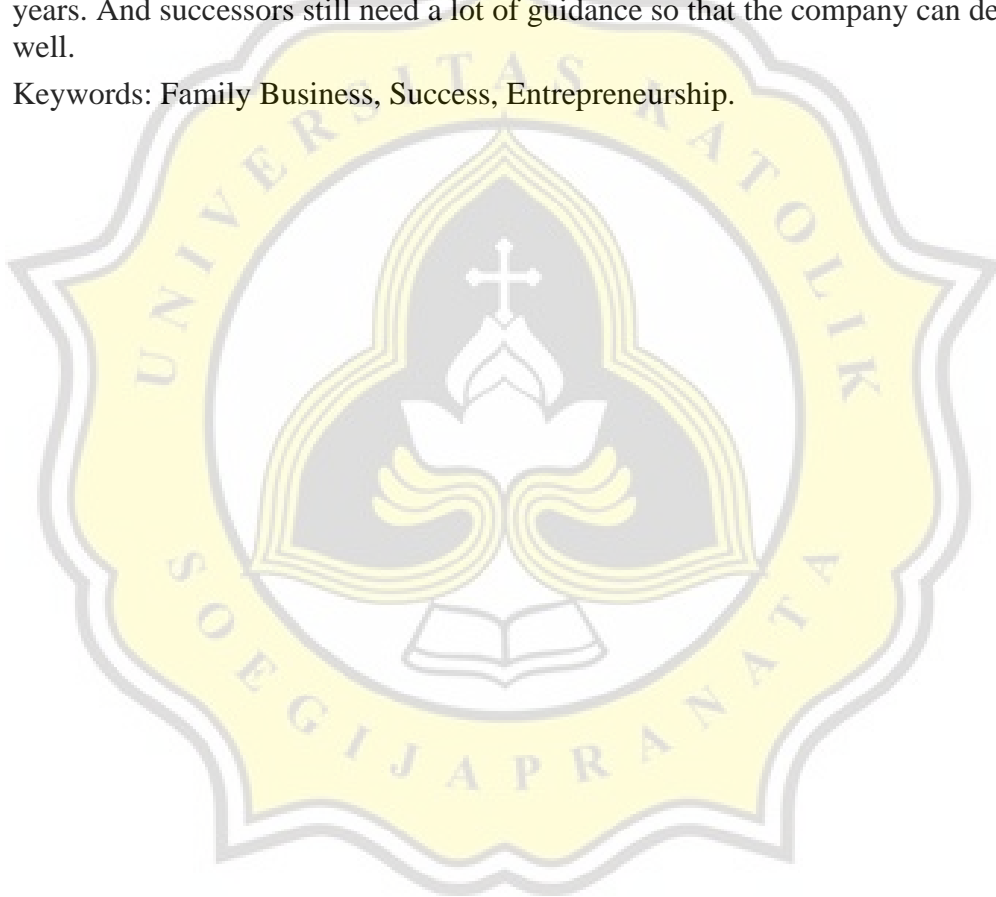 years. And successors still need a lot of guidance so that the company can de
well.
Keywords: Family Business, Success, Entrepreneurship.
UNIVERSITAS KATOLIK
SOEGIJAPRANATA